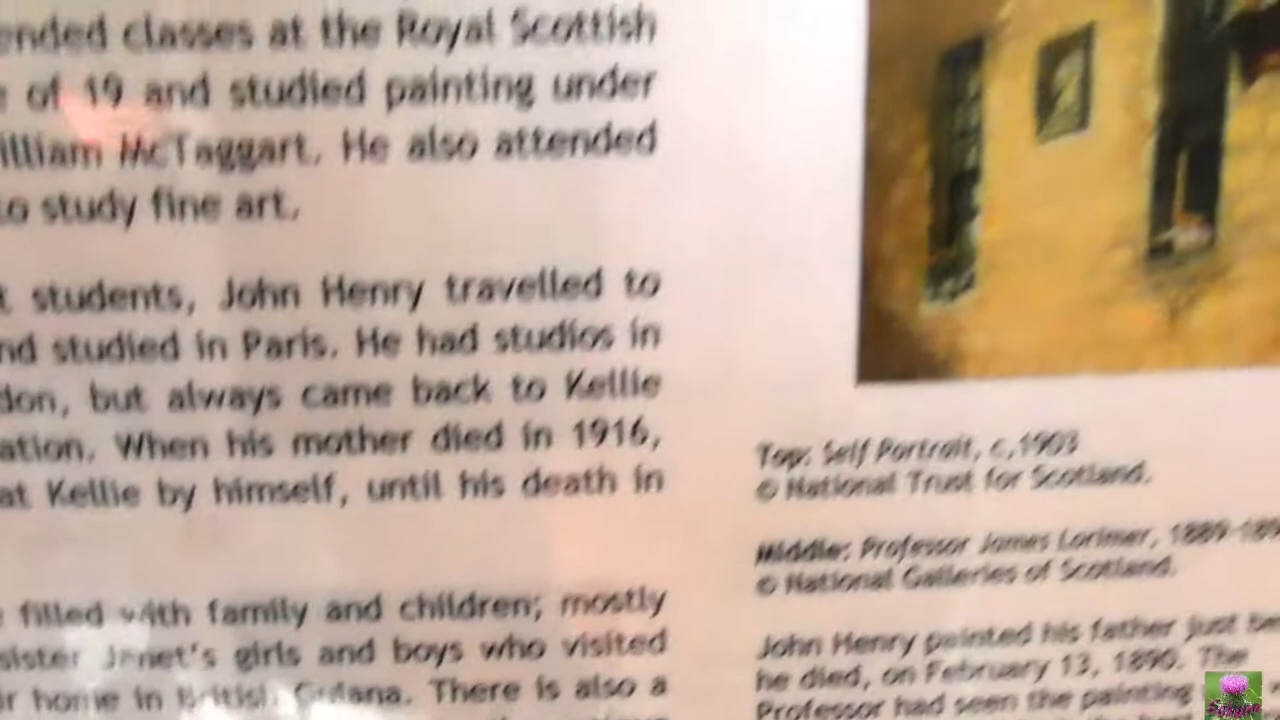 ended classes at the Royal Scottish
e of 19 and studied painting under
illiam McTaggart. He also attended
to study fine art.
t students, John Henry travelled to
nd studied in Paris. He had studios in
don, but always came back to Kellie
ation. When his mother died in 1916,
at Kellie by himself, until his death in
filled with family and children; mostly
sister Janet's girls and boys who visited
ir home in British Guiana. There is also a
Top: Self Portrait, c.1903
© National Trust for Scotland.
Middle: Professor James Lorimer, 1889-189
© National Galleries of Scotland.
John Henry painted his father just be
he died, on February 13, 1890. The
Professor had seen the painting